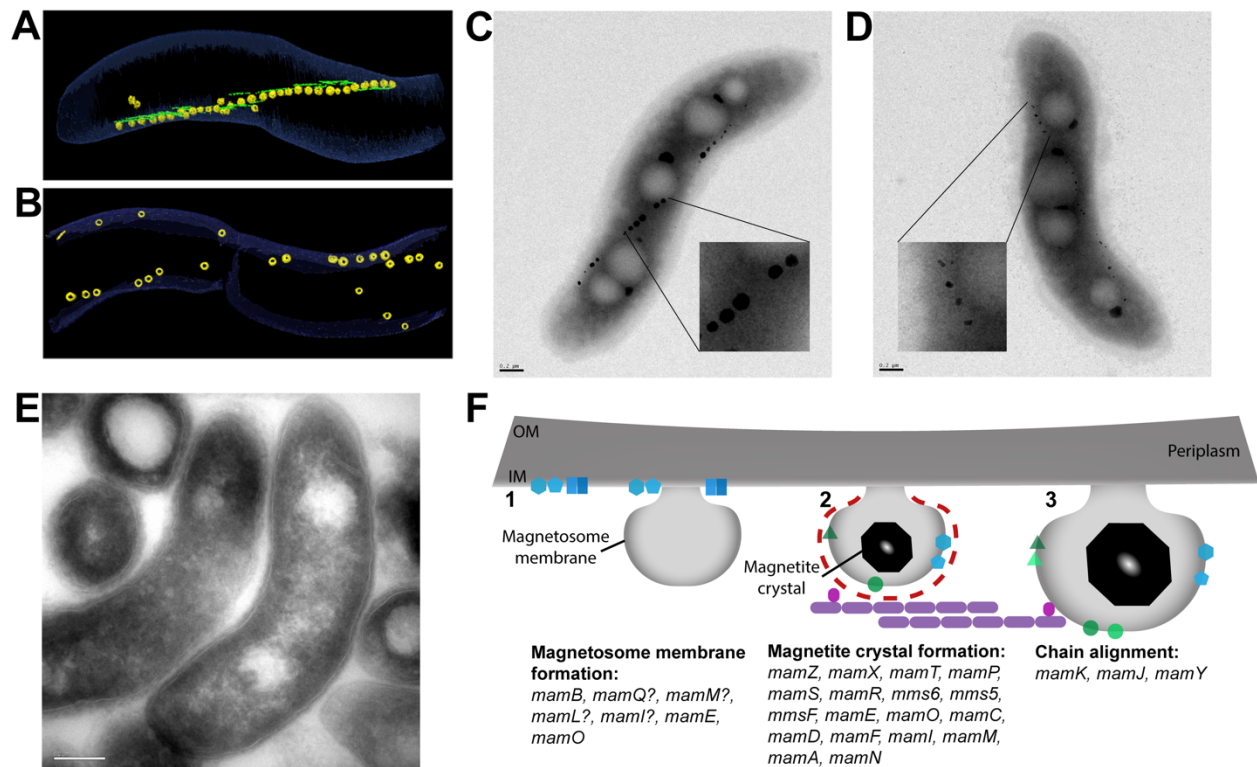 A
B
C
0.2 µm
D
0.2 µm
E
F
OM
Periplasm
IM
1
2
3
Magnetosome
membrane
Magnetite
crystal
Magnetosome membrane
formation:
mamB, mamQ?, mamM?,
mamL?, mamI?, mamE,
mamO
Magnetite crystal formation:
mamZ, mamX, mamT, mamP,
mamS, mamR, mms6, mms5,
mmsF, mamE, mamO, mamC,
mamD, mamF, mamI, mamM,
mamA, mamN
Chain alignment:
mamK, mamJ, mamY